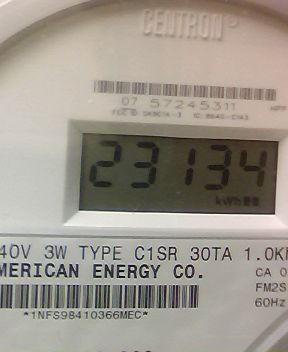 CENTRON®
07 57245311
23134
kWh
40V 3W TYPE C1SR 30TA 1.0K
MERICAN ENERGY CO.
CA 0
FM2S
60Hz
*1NFS98410366MEC*